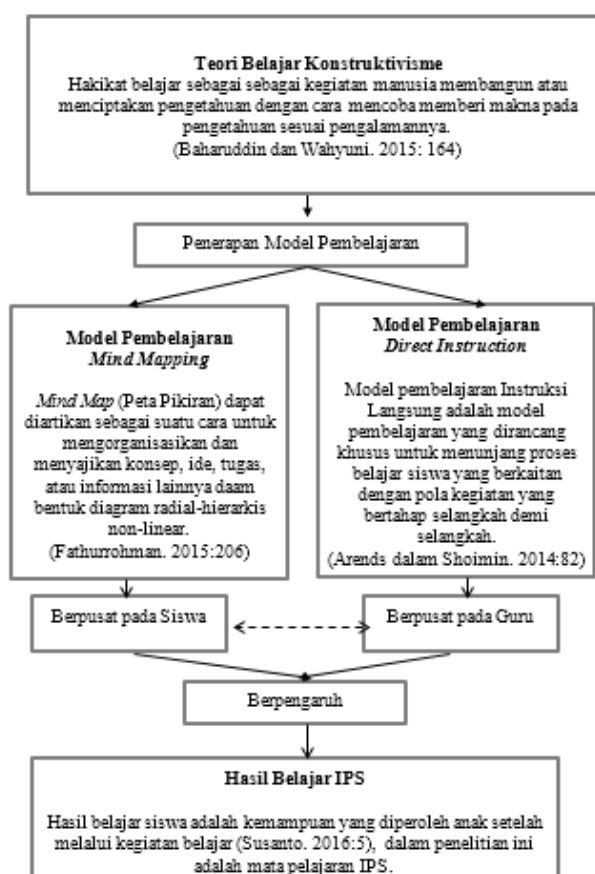 Teori Belajar Konstruktivisme
Hakikat belajar sebagai sebagai kegiatan manusia membangun atau
menciptakan pengetahuan dengan cara mencoba memberi makna pada
pengetahuan sesuai pengalamannya.
(Baharuddin dan Wahyuni. 2015: 164)
Penerapan Model Pembelajaran
Model Pembelajaran
Mind Mapping
Mind Map (Peta Pikiran) dapat
diartikan sebagai suatu cara untuk
mengorganisasikan dan
menyajikan konsep, ide, tugas,
atau informasi lainnya daam
bentuk diagram radial-hierarkis
non-linear.
(Fathurrohman. 2015:206)
Model Pembelajaran
Direct Instruction
Model pembelajaran Instruksi
Langsung adalah model
pembelajaran yang dirancang
khusus untuk menunjang proses
belajar siswa yang berkaitan
dengan pola kegiatan yang
bertahap selangkah demi
selangkah.
(Arends dalam Shoimin. 2014:82)
Berpusat pada Siswa
Berpusat pada Guru
Berpengaruh
Hasil Belajar IPS
Hasil belajar siswa adalah kemampuan yang diperoleh anak setelah
melalui kegiatan belajar (Susanto. 2016:5), dalam penelitian ini
adalah mata pelajaran IPS.